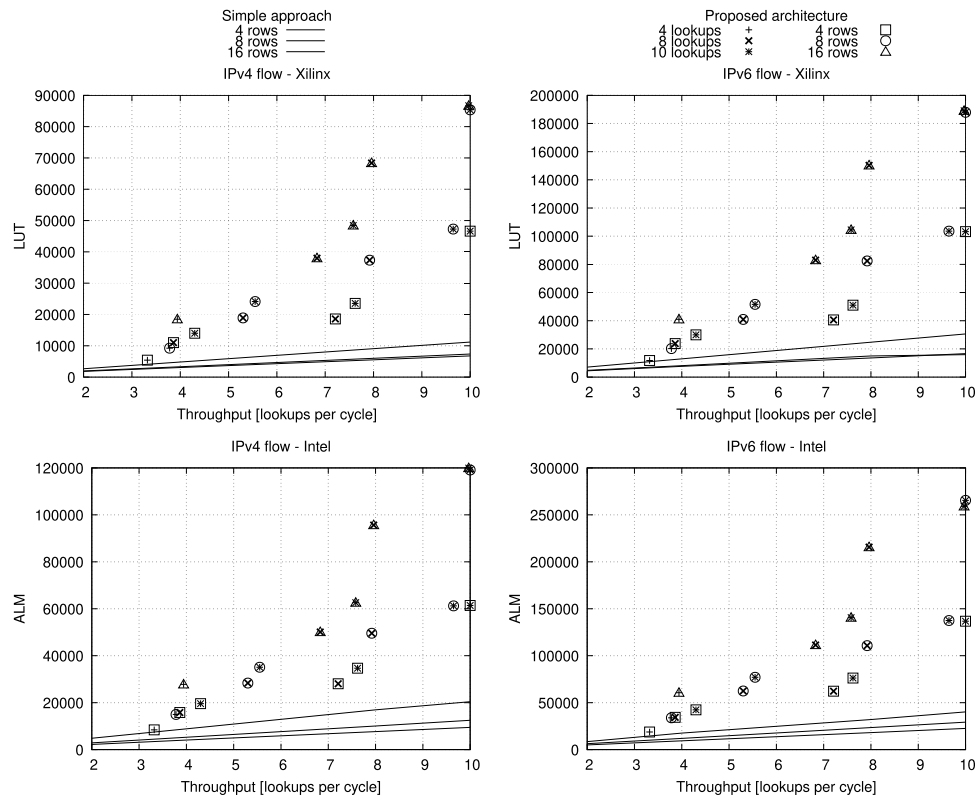 Simple approach
4 rows
8 rows
16 rows
Proposed architecture
4 lookups 4 rows
8 lookups 8 rows
10 lookups 16 rows
IPv4 flow - Xilinx
90000
80000
70000
60000
50000
40000
30000
20000
10000
0
LUT
2 3 4 5 6 7 8 9 10
Throughput [lookups per cycle]
IPv6 flow - Xilinx
200000
180000
160000
140000
120000
100000
80000
60000
40000
20000
0
LUT
2 3 4 5 6 7 8 9 10
Throughput [lookups per cycle]
IPv4 flow - Intel
120000
100000
80000
60000
40000
20000
0
ALM
2 3 4 5 6 7 8 9 10
Throughput [lookups per cycle]
IPv6 flow - Intel
300000
250000
200000
150000
100000
50000
0
ALM
2 3 4 5 6 7 8 9 10
Throughput [lookups per cycle]